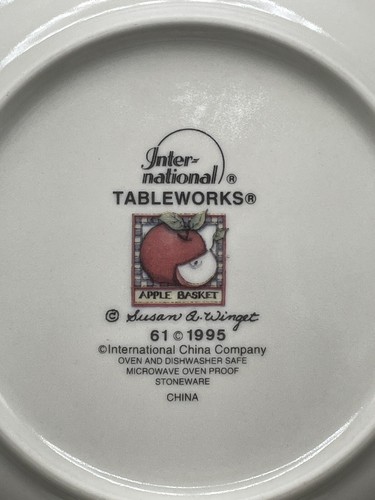 Inter-
national ®
TABLEWORKS®
APPLE BASKET
© Susan A. Winget
61 © 1995
©International China Company
OVEN AND DISHWASHER SAFE
MICROWAVE OVEN PROOF
STONEWARE
CHINA